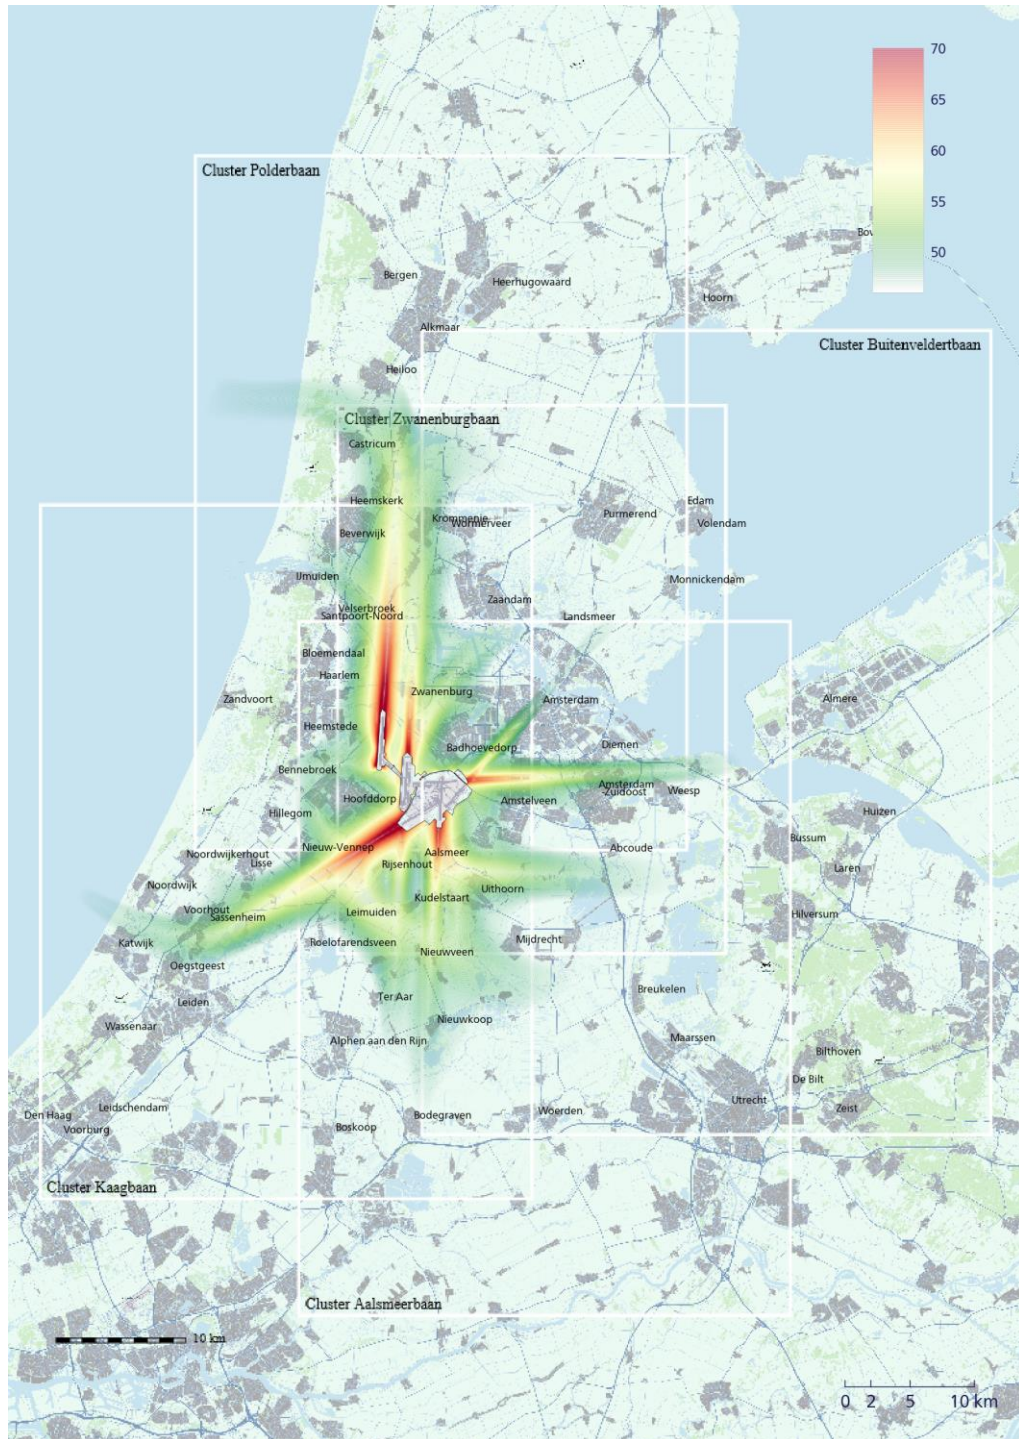 70
65
60
55
50
Cluster Polderbaan
Bergen
Heerhugowaard
Hoorn
Alkmaar
Cluster Buitenveldertbaan
Heiloo
Cluster Zwanenburgbaan
Castricum
Heemskerk
Edam
Krommenie
Wormerveer
Purmerend
Volendam
Beverwijk
IJmuiden
Monnickendam
Zaandam
Velserbroek
Santpoort-Noord
Landsmeer
Bloemendaal
Haarlem
Zwanenburg
Zandvoort
Amsterdam
Almere
Heemstede
Badhoevedorp
Diemen
Bennebroek
Amsterdam
-Zuidoost
Weesp
Hoofddorp
Amstelveen
Hillegom
Huizen
Bussum
Nieuw-Vennep
Abcoude
Noordwijkerhout
Aalsmeer
Lisse
Rijsenhout
Laren
Noordwijk
Uithoorn
Kudelstaart
Voorhout
Sassenheim
Leimuiden
Hilversum
Katwijk
Roelofarendsveen
Mijdrecht
Nieuwveen
Oegstgeest
Breukelen
Leiden
Ter Aar
Nieuwkoop
Wassenaar
Alphen aan den Rijn
Maarssen
Bilthoven
De Bilt
Leidschendam
Den Haag
Utrecht
Zeist
Bodegraven
Woerden
Voorburg
Boskoop
Cluster Kaagbaan
Cluster Aalsmeerbaan
10 km
0 2 5 10 km